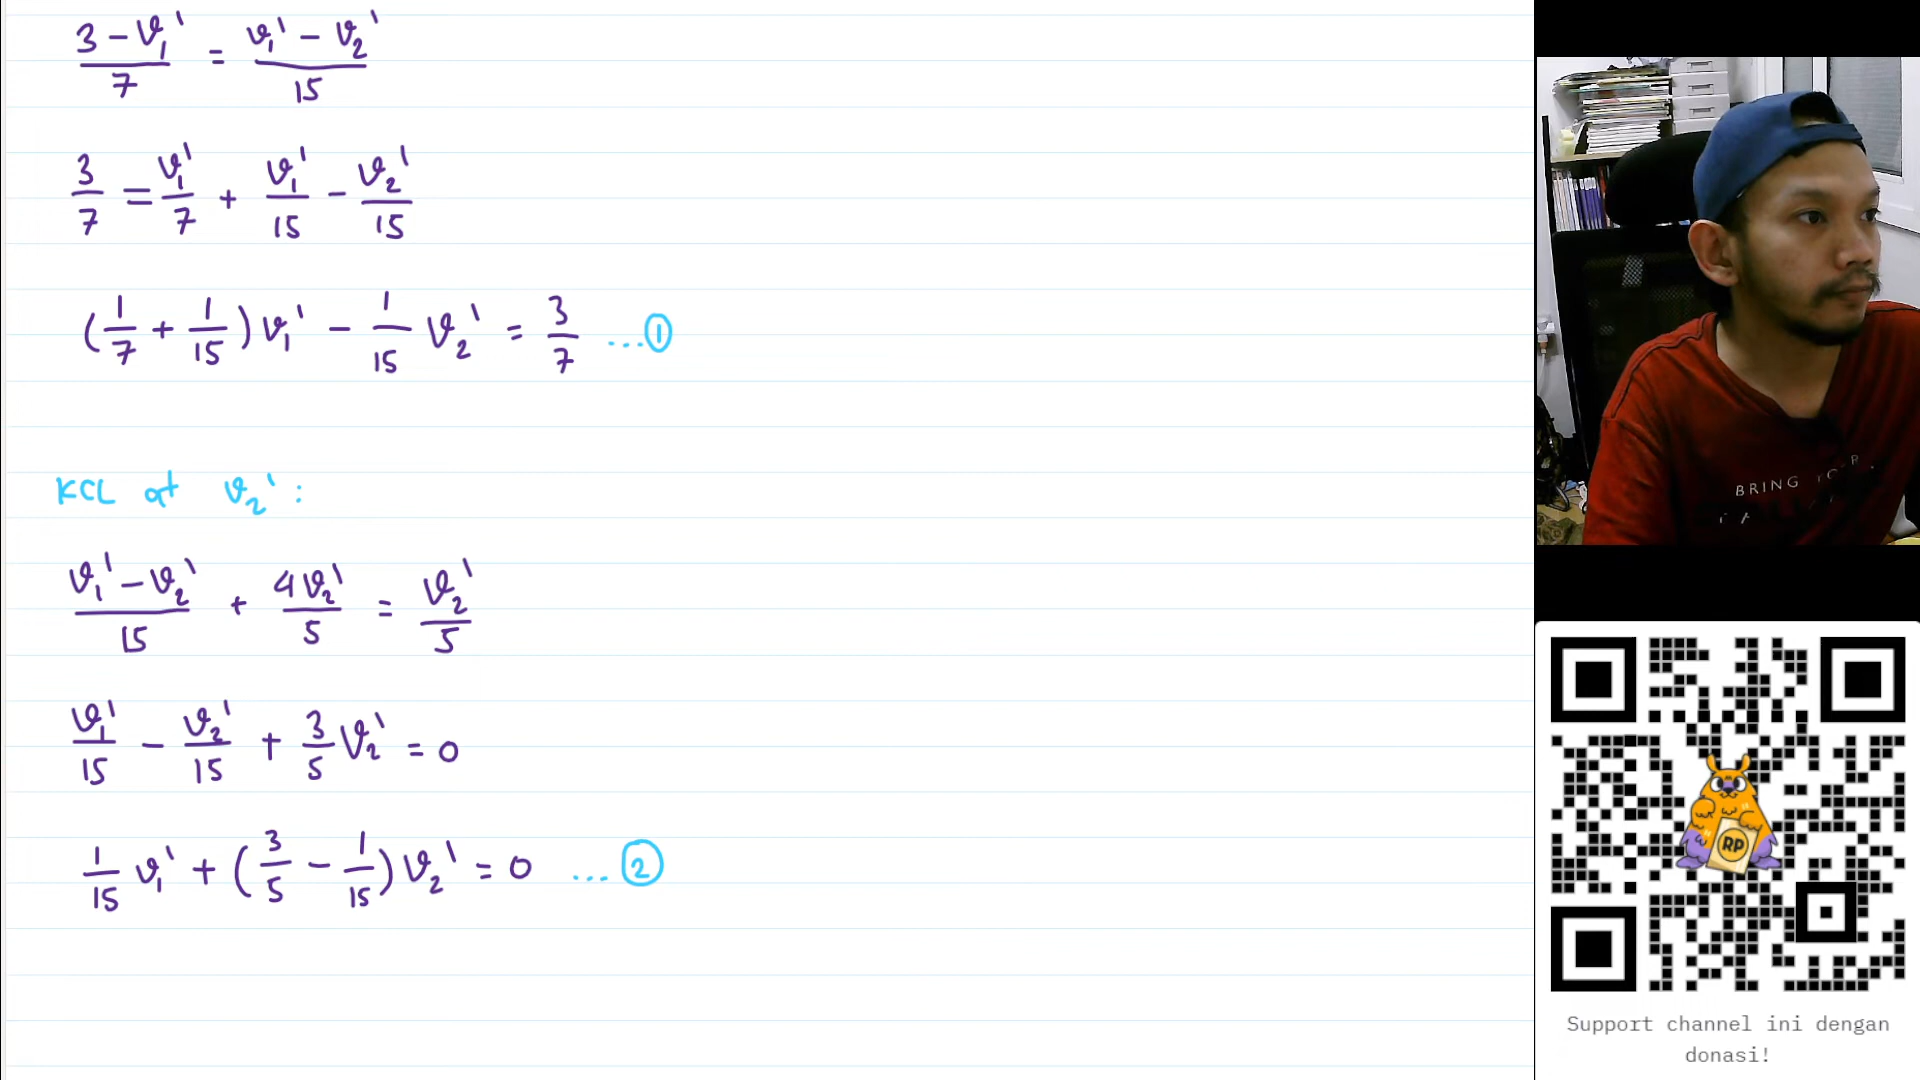 (3 - v₁')/7 = (v₁' - v₂')/15
3/7 = v₁'/7 + v₁'/15 - v₂'/15
(1/7 + 1/15) v₁' - 1/15 v₂' = 3/7 ... ①
KCL at v₂' :
(v₁' - v₂')/15 + 4v₂'/5 = v₂'/5
v₁'/15 - v₂'/15 + 3/5 v₂' = 0
1/15 v₁' + (3/5 - 1/15) v₂' = 0 ... ②
BRING
RP
Support channel ini dengan
donasi!